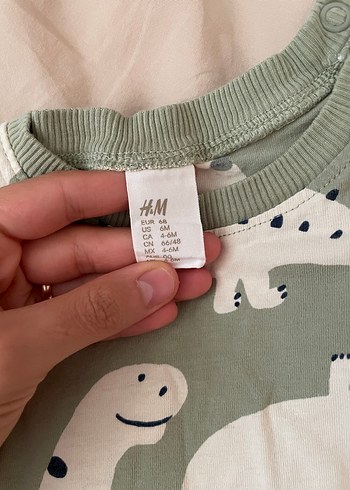 H&M
EUR 68
US 6M
CA 4-6M
CN 66/48
MX 4-6M